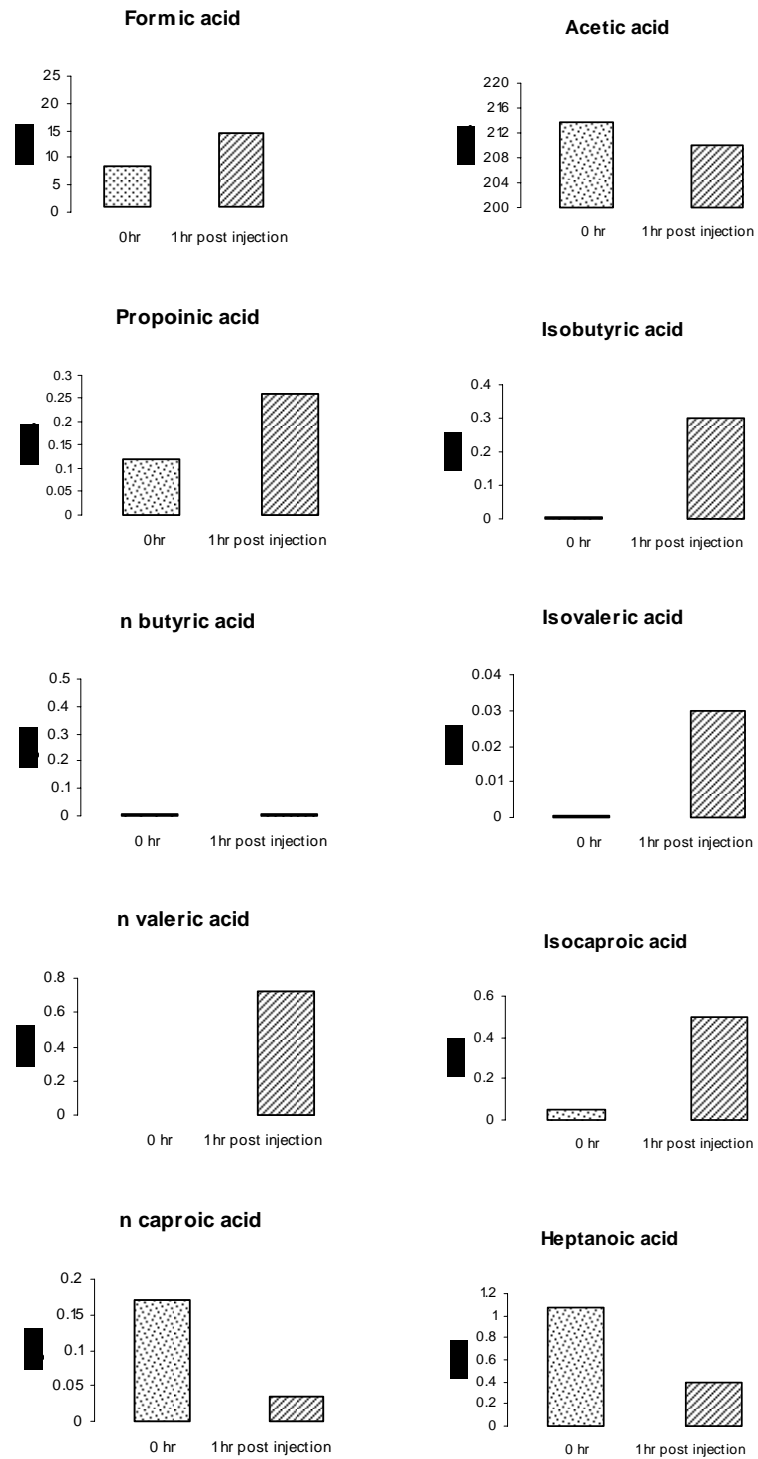 Formic acid
25
20
15
10
5
0
0hr 1hr post injection
Acetic acid
220
216
212
208
204
200
0 hr 1hr post injection
Propoinic acid
0.3
0.25
0.2
0.15
0.1
0.05
0
0hr 1hr post injection
Isobutyric acid
0.4
0.3
0.2
0.1
0
0 hr 1hr post injection
n butyric acid
0.5
0.4
0.3
0.2
0.1
0
0 hr 1hr post injection
Isovaleric acid
0.04
0.03
0.02
0.01
0
0 hr 1hr post injection
n valeric acid
0.8
0.6
0.4
0.2
0
0 hr 1hr post injection
Isocaproic acid
0.6
0.4
0.2
0
0 hr 1hr post injection
n caproic acid
0.2
0.15
0.1
0.05
0
0 hr 1hr post injection
Heptanoic acid
1.2
1
0.8
0.6
0.4
0.2
0
0 hr 1hr post injection